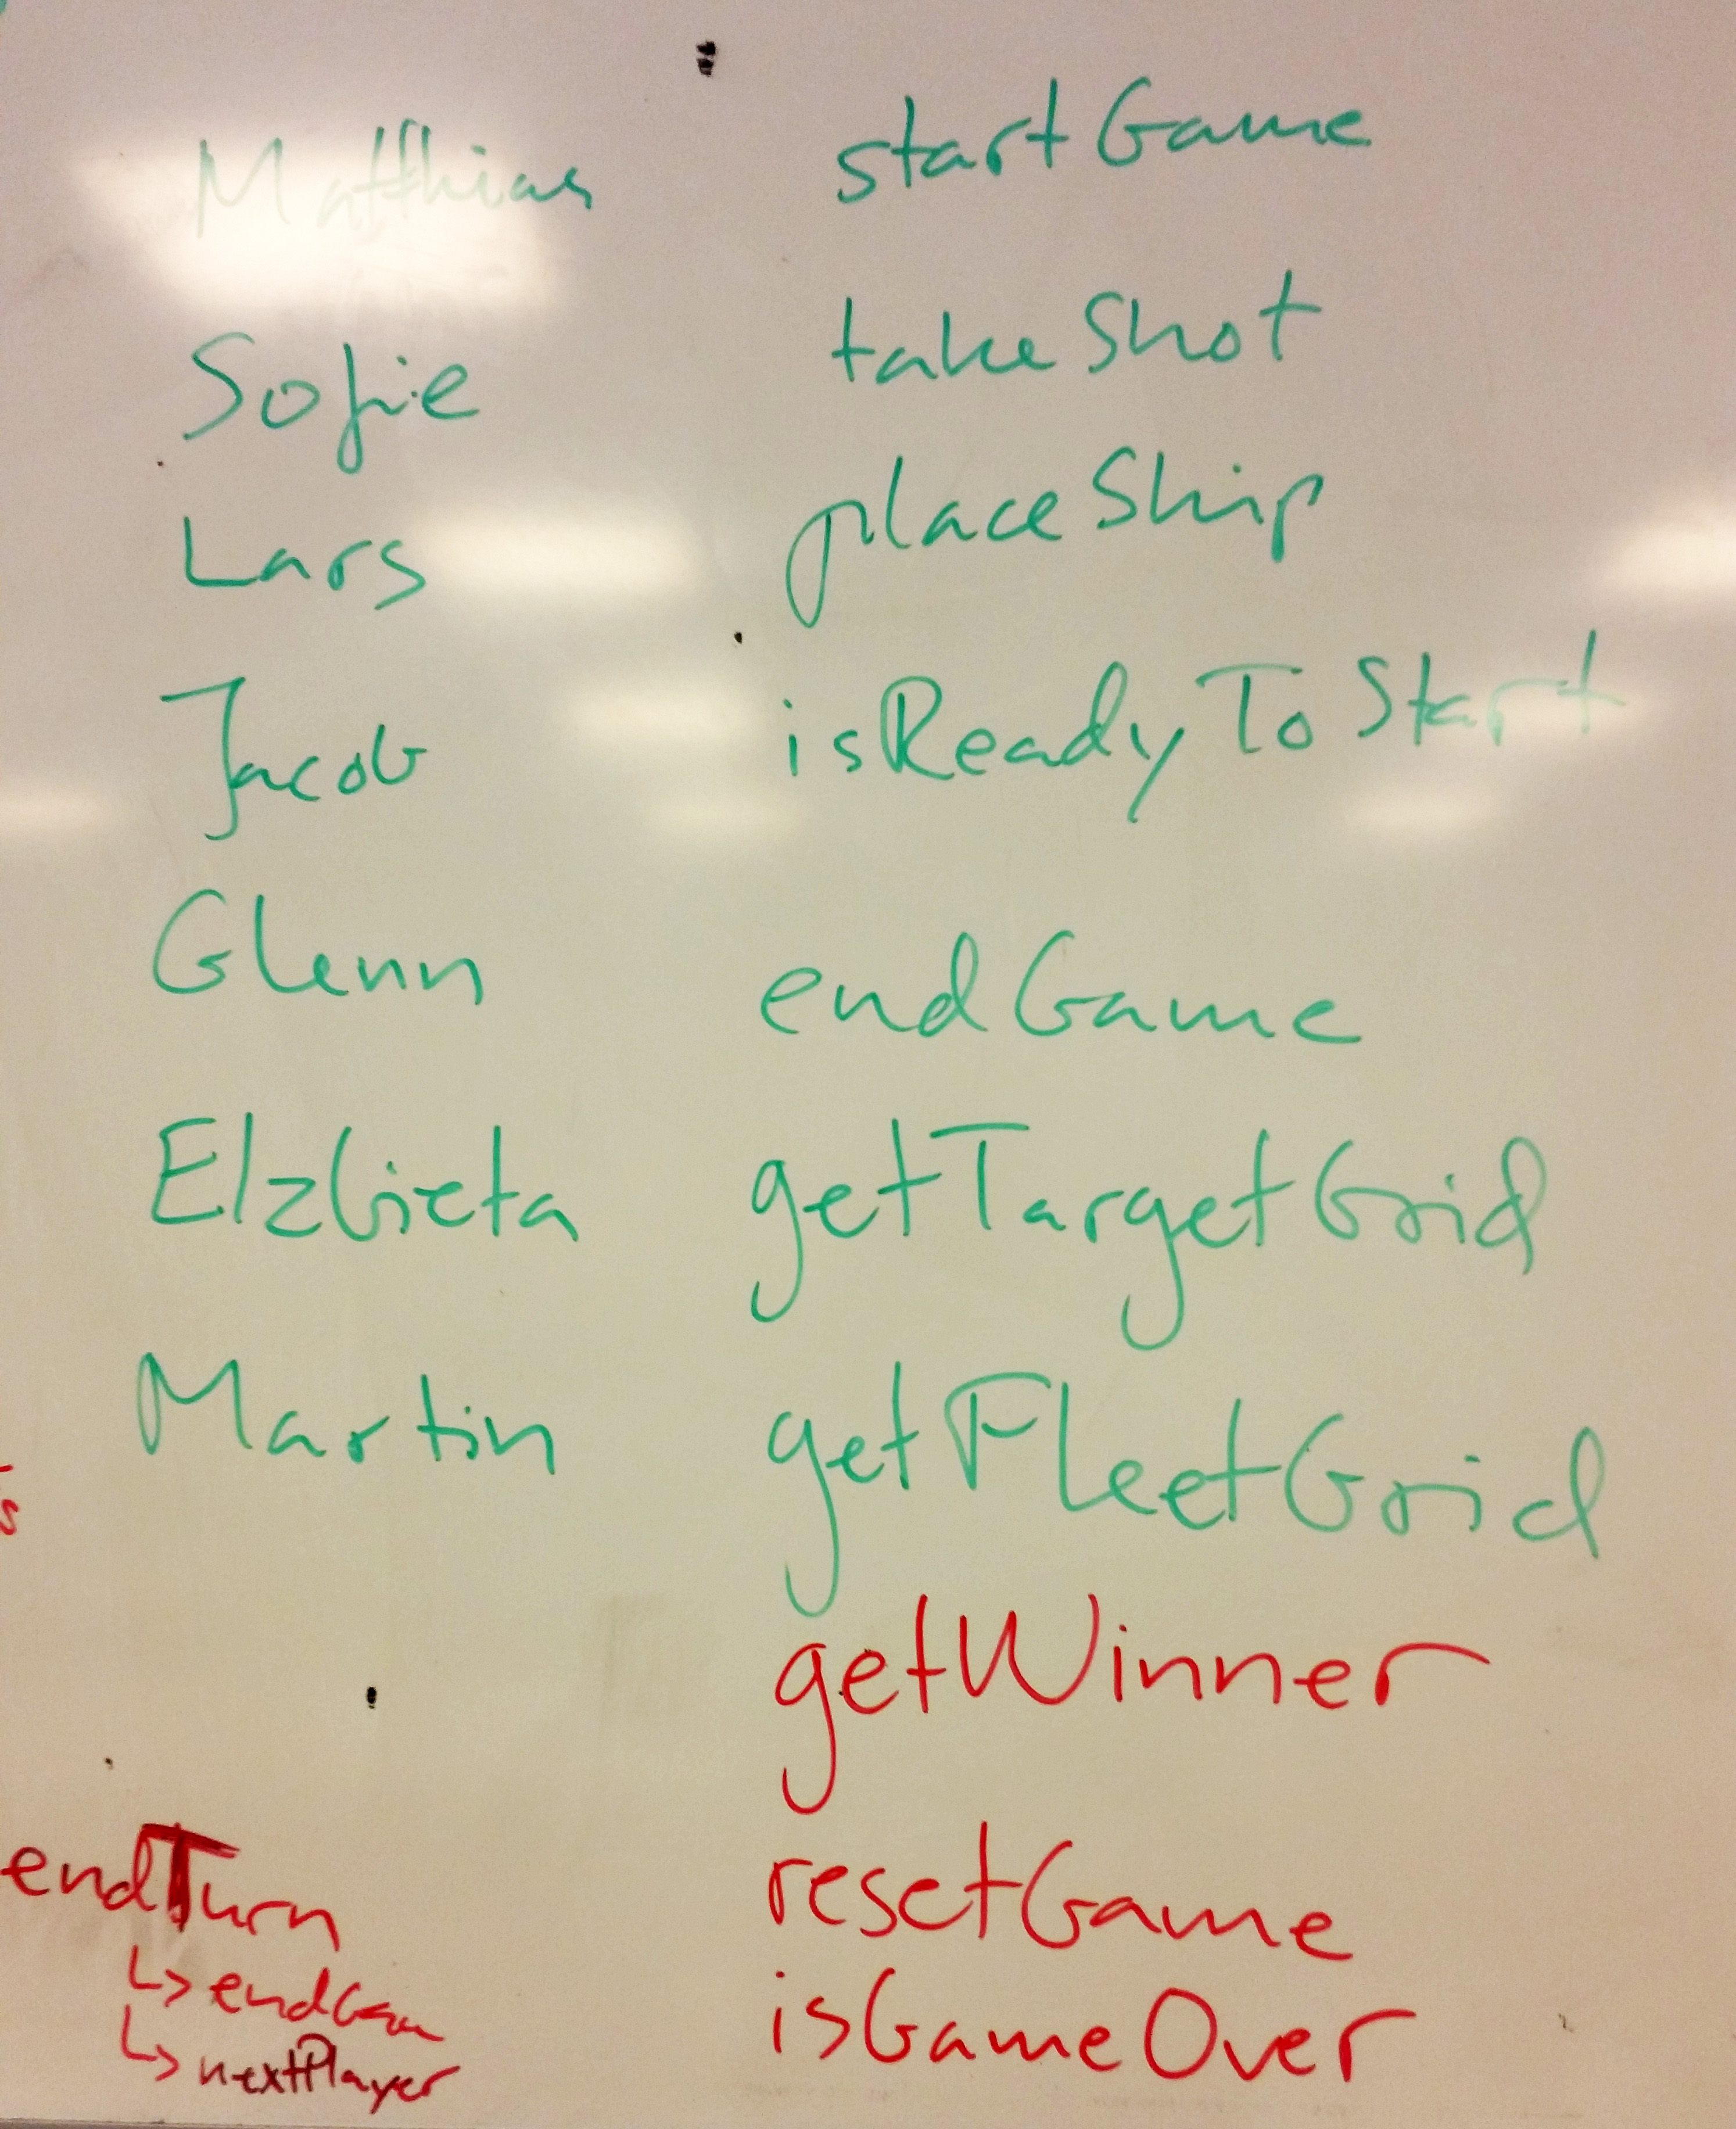 Matthias startGame
Sofie takeShot
Lars placeShip
Jacob isReadyToStart
Glenn endGame
Elzbieta getTargetGrid
Martin getFleetGrid
getWinner
endTurn resetGame
↳ endGame isGameOver
↳ nextPlayer